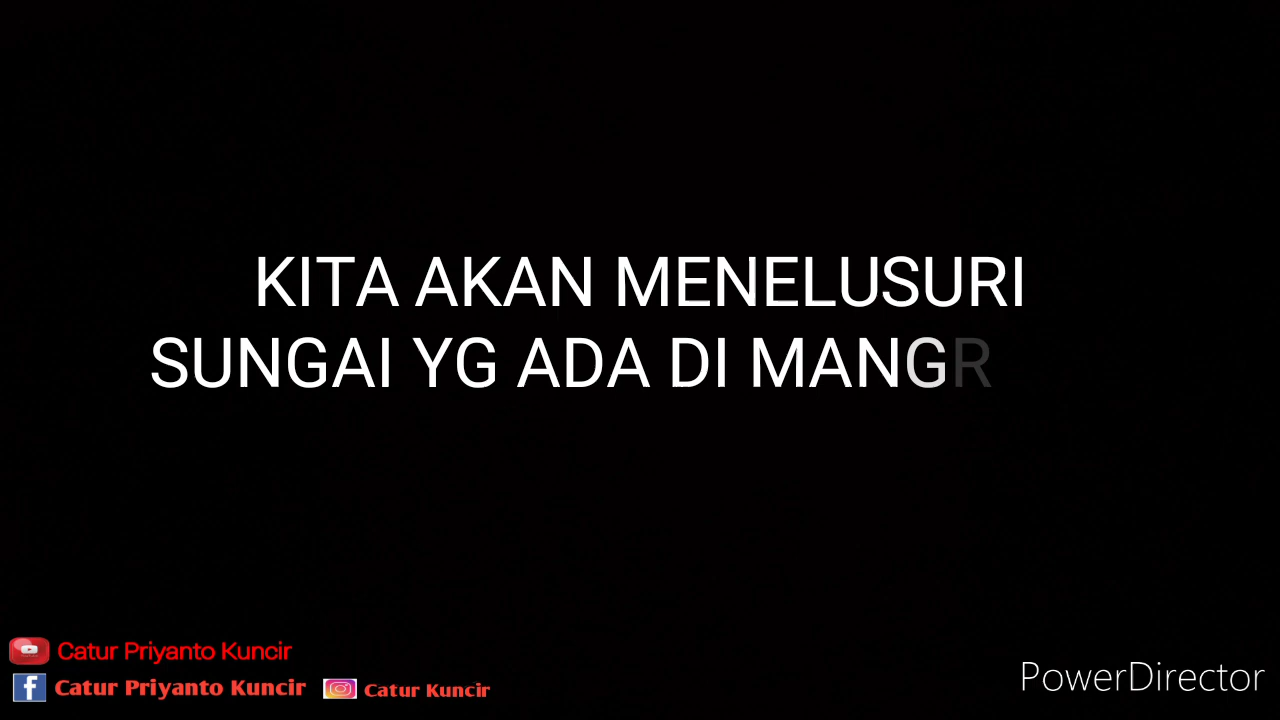 KITA AKAN MENELUSURI
SUNGAI YG ADA DI MANGR
Catur Priyanto Kuncir
Catur Priyanto Kuncir
Catur Kuncir
PowerDirector